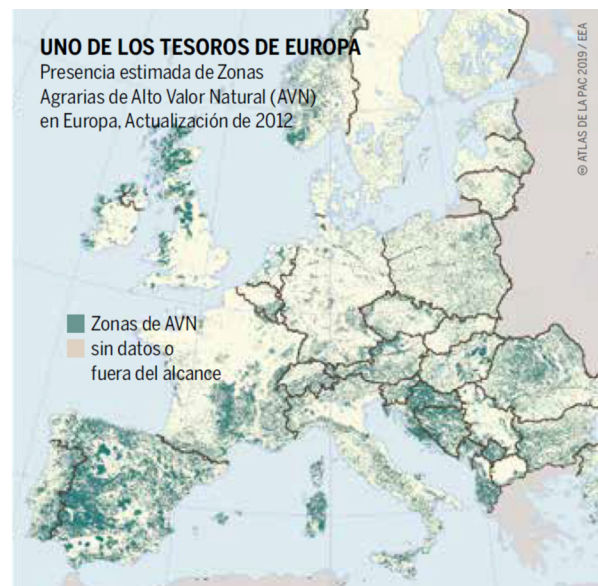 UNO DE LOS TESOROS DE EUROPA
Presencia estimada de Zonas
Agrarias de Alto Valor Natural (AVN)
en Europa, Actualización de 2012
© ATLAS DE LA PAC 2019 / EEA
Zonas de AVN
sin datos o
fuera del alcance